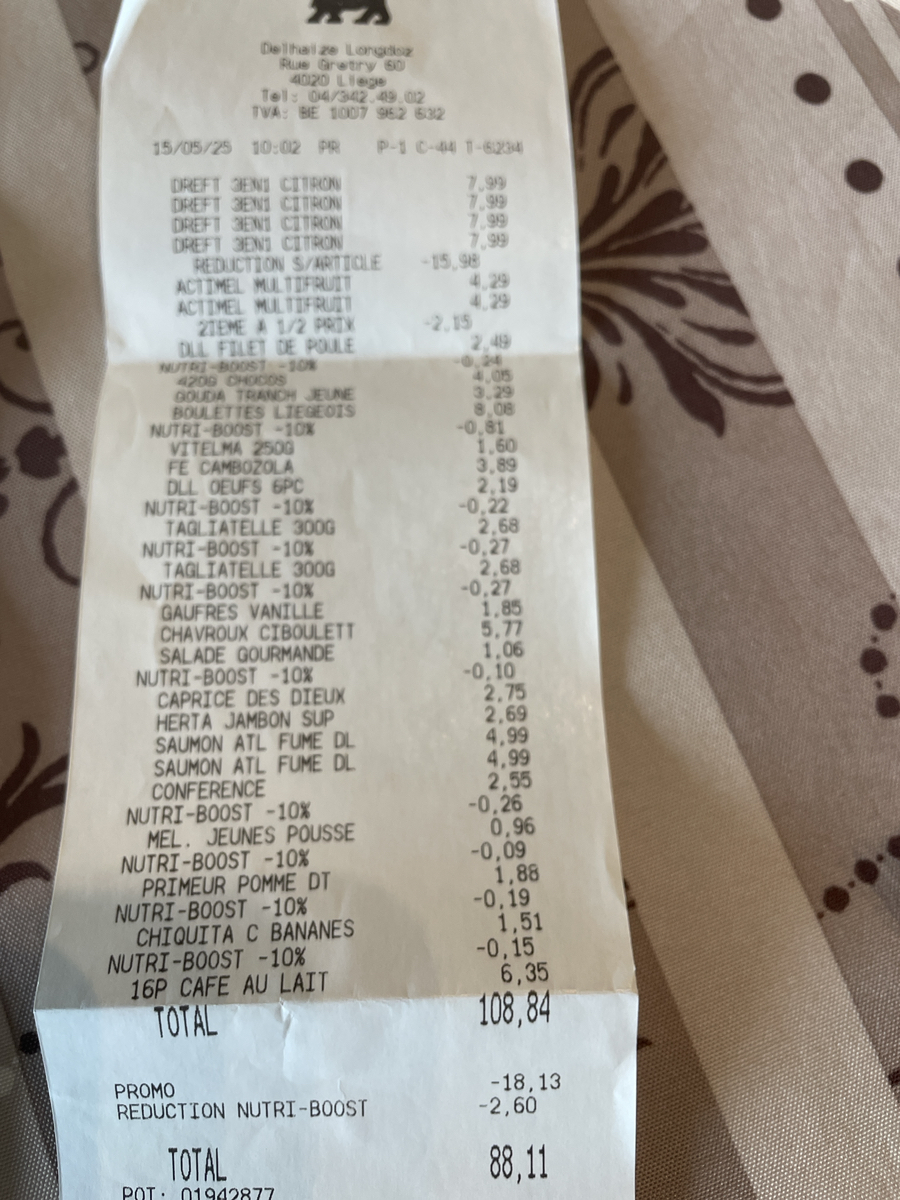 Delhaize Longdoz
Rue Gretry 60
4020 Liege
Tel: 04/342.49.02
TVA: BE 1007 962 632
15/05/25 10:02 PR P-1 C-44 T-6234
DREFT 3EN1 CITRON 7,99
DREFT 3EN1 CITRON 7,99
DREFT 3EN1 CITRON 7,99
DREFT 3EN1 CITRON 7,99
REDUCTION S/ARTICLE -15,98
ACTIMEL MULTIFRUIT 4,29
ACTIMEL MULTIFRUIT 4,29
2IEME A 1/2 PRIX -2,15
DLL FILET DE POULE 2,49
NUTRI-BOOST -10% -0,24
420G CHOCOS 4,05
GOUDA TRANCH JEUNE 3,29
BOULETTES LIEGEOIS 8,08
NUTRI-BOOST -10% -0,81
VITELMA 250G 1,60
FE CAMBOZOLA 3,89
DLL OEUFS 6PC 2,19
NUTRI-BOOST -10% -0,22
TAGLIATELLE 300G 2,68
NUTRI-BOOST -10% -0,27
TAGLIATELLE 300G 2,68
NUTRI-BOOST -10% -0,27
GAUFRES VANILLE 1,85
CHAVROUX CIBOULETT 5,77
SALADE GOURMANDE 1,06
NUTRI-BOOST -10% -0,10
CAPRICE DES DIEUX 2,75
HERTA JAMBON SUP 2,69
SAUMON ATL FUME DL 4,99
SAUMON ATL FUME DL 4,99
CONFERENCE 2,55
NUTRI-BOOST -10% -0,26
MEL. JEUNES POUSSE 0,96
NUTRI-BOOST -10% -0,09
PRIMEUR POMME DT 1,88
NUTRI-BOOST -10% -0,19
CHIQUITA C BANANES 1,51
NUTRI-BOOST -10% -0,15
16P CAFE AU LAIT 6,35
TOTAL 108,84
PROMO -18,13
REDUCTION NUTRI-BOOST -2,60
TOTAL 88,11
POT: 01942877